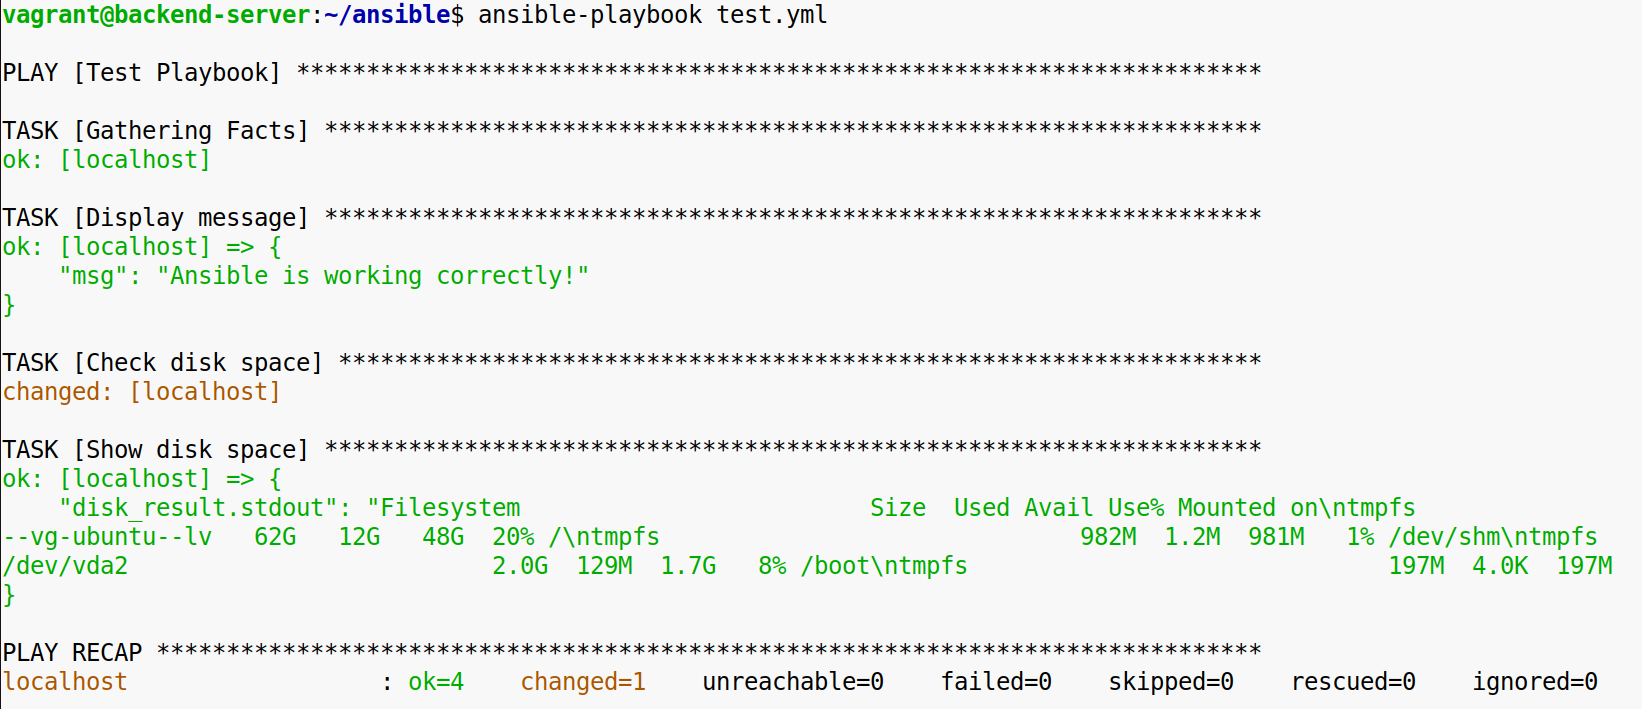 vagrant@backend-server:~/ansible$ ansible-playbook test.yml
PLAY [Test Playbook] *********************************************************************
TASK [Gathering Facts] *******************************************************************
ok: [localhost]
TASK [Display message] *******************************************************************
ok: [localhost] => {
    "msg": "Ansible is working correctly!"
}
TASK [Check disk space] ******************************************************************
changed: [localhost]
TASK [Show disk space] *******************************************************************
ok: [localhost] => {
    "disk_result.stdout": "Filesystem                         Size  Used Avail Use% Mounted on\ntmpfs
--vg-ubuntu--lv   62G   12G   48G  20% /\ntmpfs                              982M  1.2M  981M   1% /dev/shm\ntmpfs
/dev/vda2                          2.0G  129M  1.7G   8% /boot\ntmpfs                              197M  4.0K  197M
}
PLAY RECAP *******************************************************************************
localhost                  : ok=4    changed=1    unreachable=0    failed=0    skipped=0    rescued=0    ignored=0